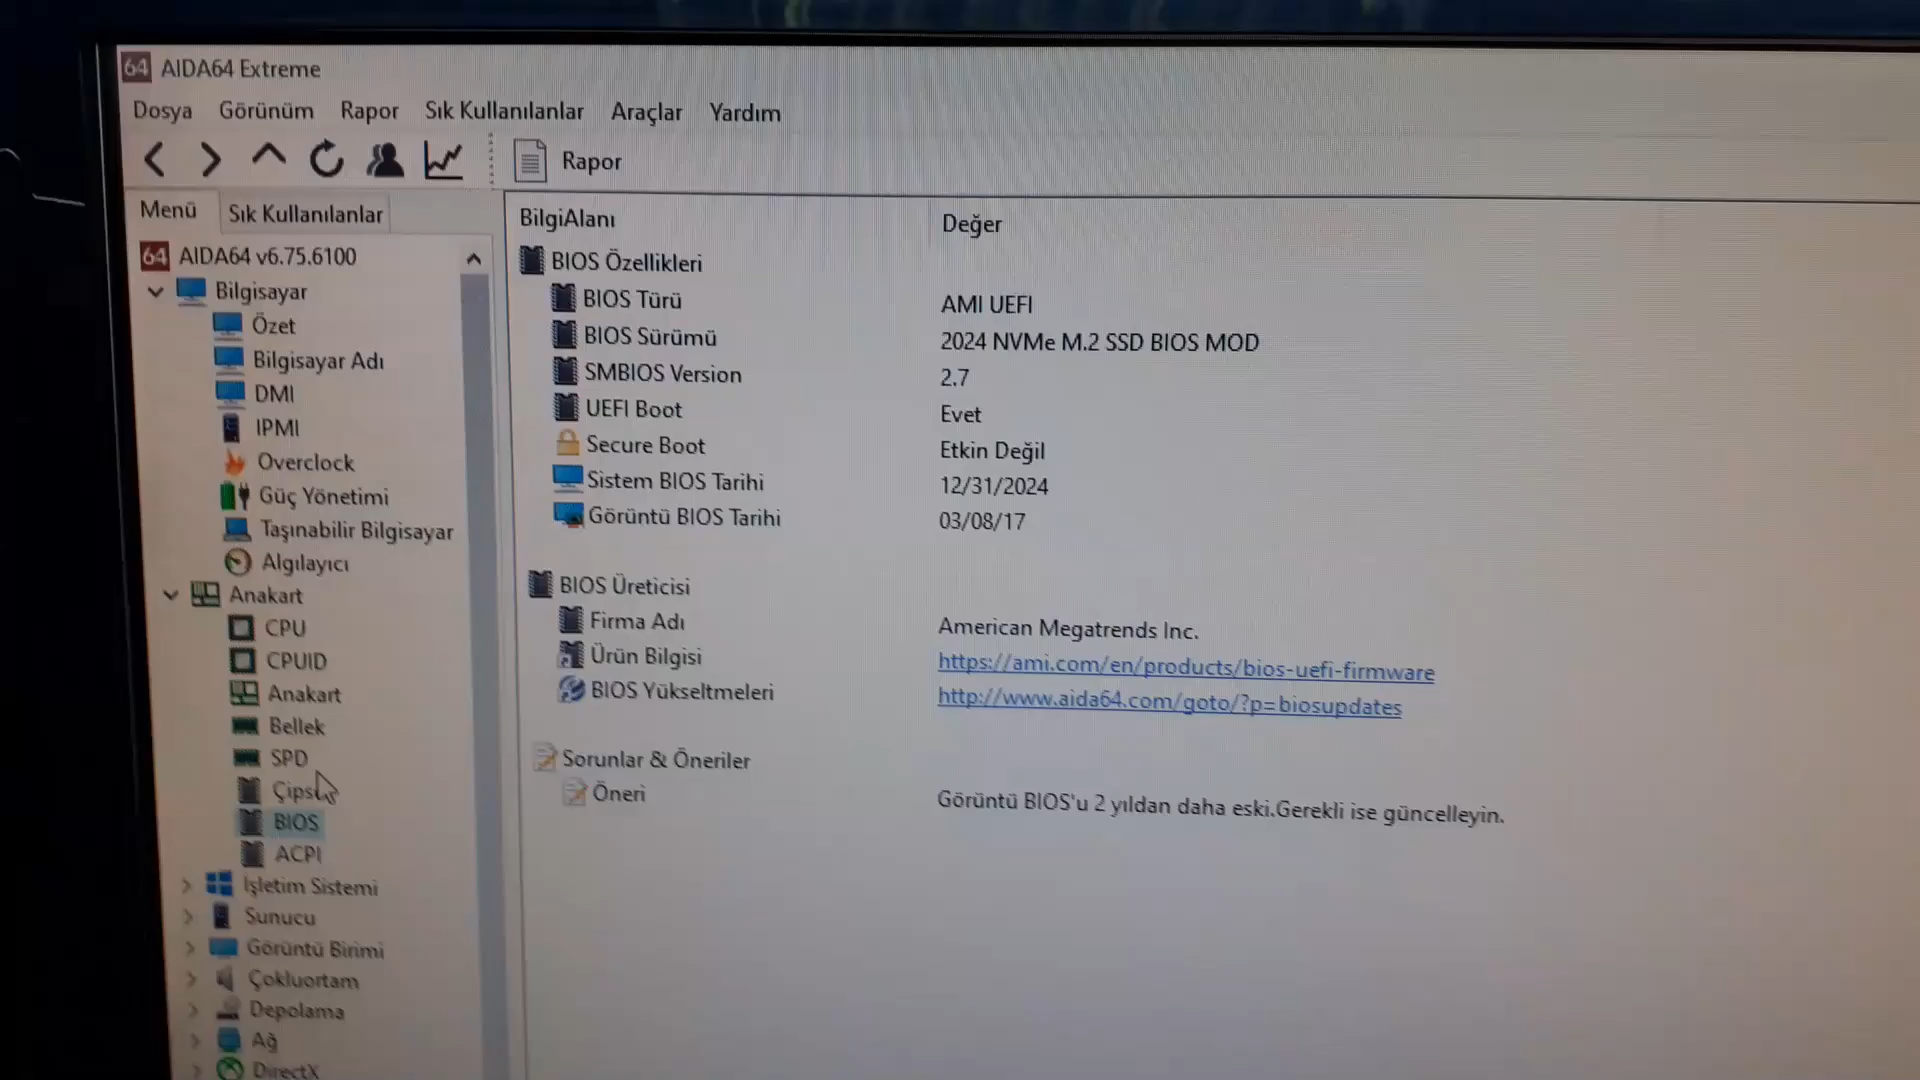 64 AIDA64 Extreme
Dosya Görünüm Rapor Sık Kullanılanlar Araçlar Yardım
Rapor
Menü Sık Kullanılanlar
64 AIDA64 v6.75.6100
Bilgisayar
Özet
Bilgisayar Adı
DMI
IPMI
Overclock
Güç Yönetimi
Taşınabilir Bilgisayar
Algılayıcı
Anakart
CPU
CPUID
Anakart
Bellek
SPD
Çipset
BIOS
ACPI
İşletim Sistemi
Sunucu
Görüntü Birimi
Çokluortam
Depolama
Ağ
DirectX
BilgiAlanı Değer
BIOS Özellikleri
BIOS Türü AMI UEFI
BIOS Sürümü 2024 NVMe M.2 SSD BIOS MOD
SMBIOS Version 2.7
UEFI Boot Evet
Secure Boot Etkin Değil
Sistem BIOS Tarihi 12/31/2024
Görüntü BIOS Tarihi 03/08/17
BIOS Üreticisi
Firma Adı American Megatrends Inc.
Ürün Bilgisi https://ami.com/en/products/bios-uefi-firmware
BIOS Yükseltmeleri http://www.aida64.com/goto/?p=biosupdates
Sorunlar & Öneriler
Öneri Görüntü BIOS'u 2 yıldan daha eski.Gerekli ise güncelleyin.